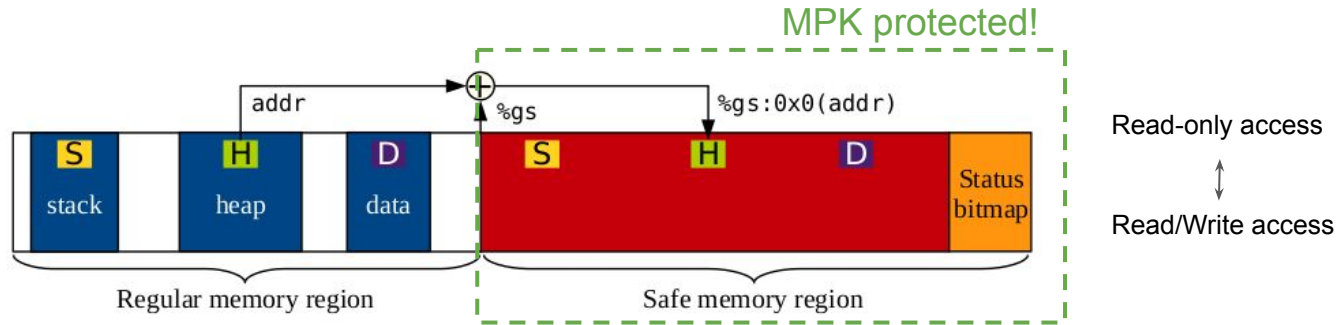 MPK protected!
addr
%gs
%gs:0x0(addr)
S
H
D
S
H
D
stack
heap
data
Status
bitmap
Read-only access
Read/Write access
Regular memory region
Safe memory region